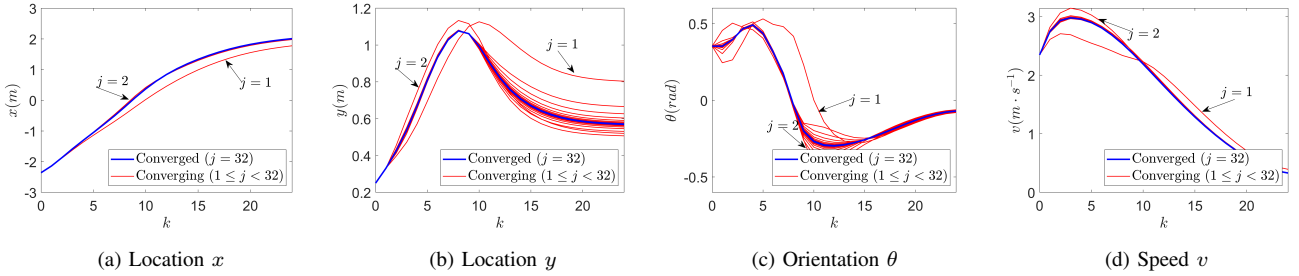 3
2
1
0
-1
-2
-3
x(m)
0 5 10 15 20
k
j = 2
j = 1
Converged (j = 32)
Converging (1 ≤ j < 32)
(a) Location x
1.2
1.0
0.8
0.6
0.4
0.2
y(m)
0 5 10 15 20
k
j = 2
j = 1
Converged (j = 32)
Converging (1 ≤ j < 32)
(b) Location y
0.5
0
-0.5
θ(rad)
0 5 10 15 20
k
j = 1
j = 2
Converged (j = 32)
Converging (1 ≤ j < 32)
(c) Orientation θ
3
2
1
0
v(m · s⁻¹)
0 5 10 15 20
k
j = 2
j = 1
Converged (j = 32)
Converging (1 ≤ j < 32)
(d) Speed v